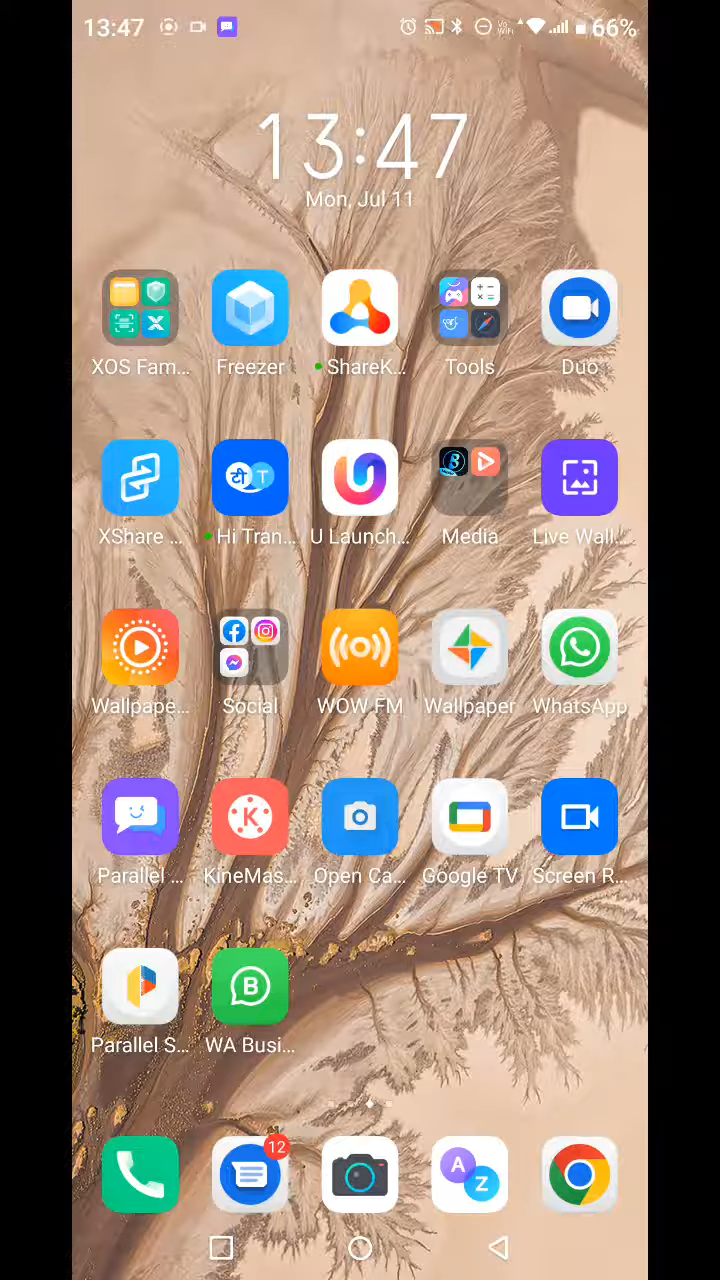 13:47
Vo
WiFi
66%
13:47
Mon, Jul 11
XOS Fam...
Freezer
ShareK...
Tools
Duo
टी T
XShare ...
Hi Tran...
U Launch...
B
Media
Live Wall...
Wallpape...
Social
WOW FM
Wallpaper
WhatsApp
K
Parallel ...
KineMas...
Open Ca...
Google TV
Screen R...
B
Parallel S...
WA Busi...
12
A
Z